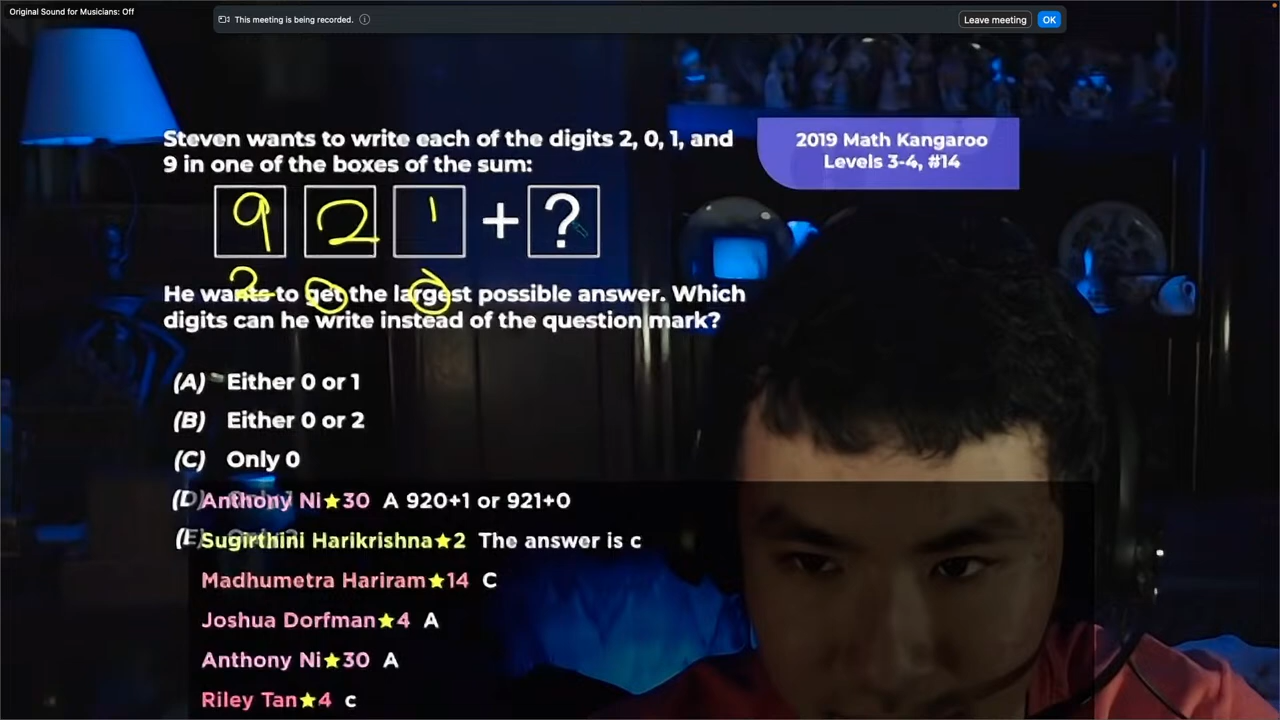 Original Sound for Musicians: Off
This meeting is being recorded.
Leave meeting
OK
Steven wants to write each of the digits 2, 0, 1, and
9 in one of the boxes of the sum:
2019 Math Kangaroo
Levels 3-4, #14
9 2 1 + ?
2 0 0
He wants to get the largest possible answer. Which
digits can he write instead of the question mark?
(A) Either 0 or 1
(B) Either 0 or 2
(C) Only 0
(D)
Anthony Ni★30 A 920+1 or 921+0
(E)
Sugirthini Harikrishna★2 The answer is c
Madhumetra Hariram★14 C
Joshua Dorfman★4 A
Anthony Ni★30 A
Riley Tan★4 c